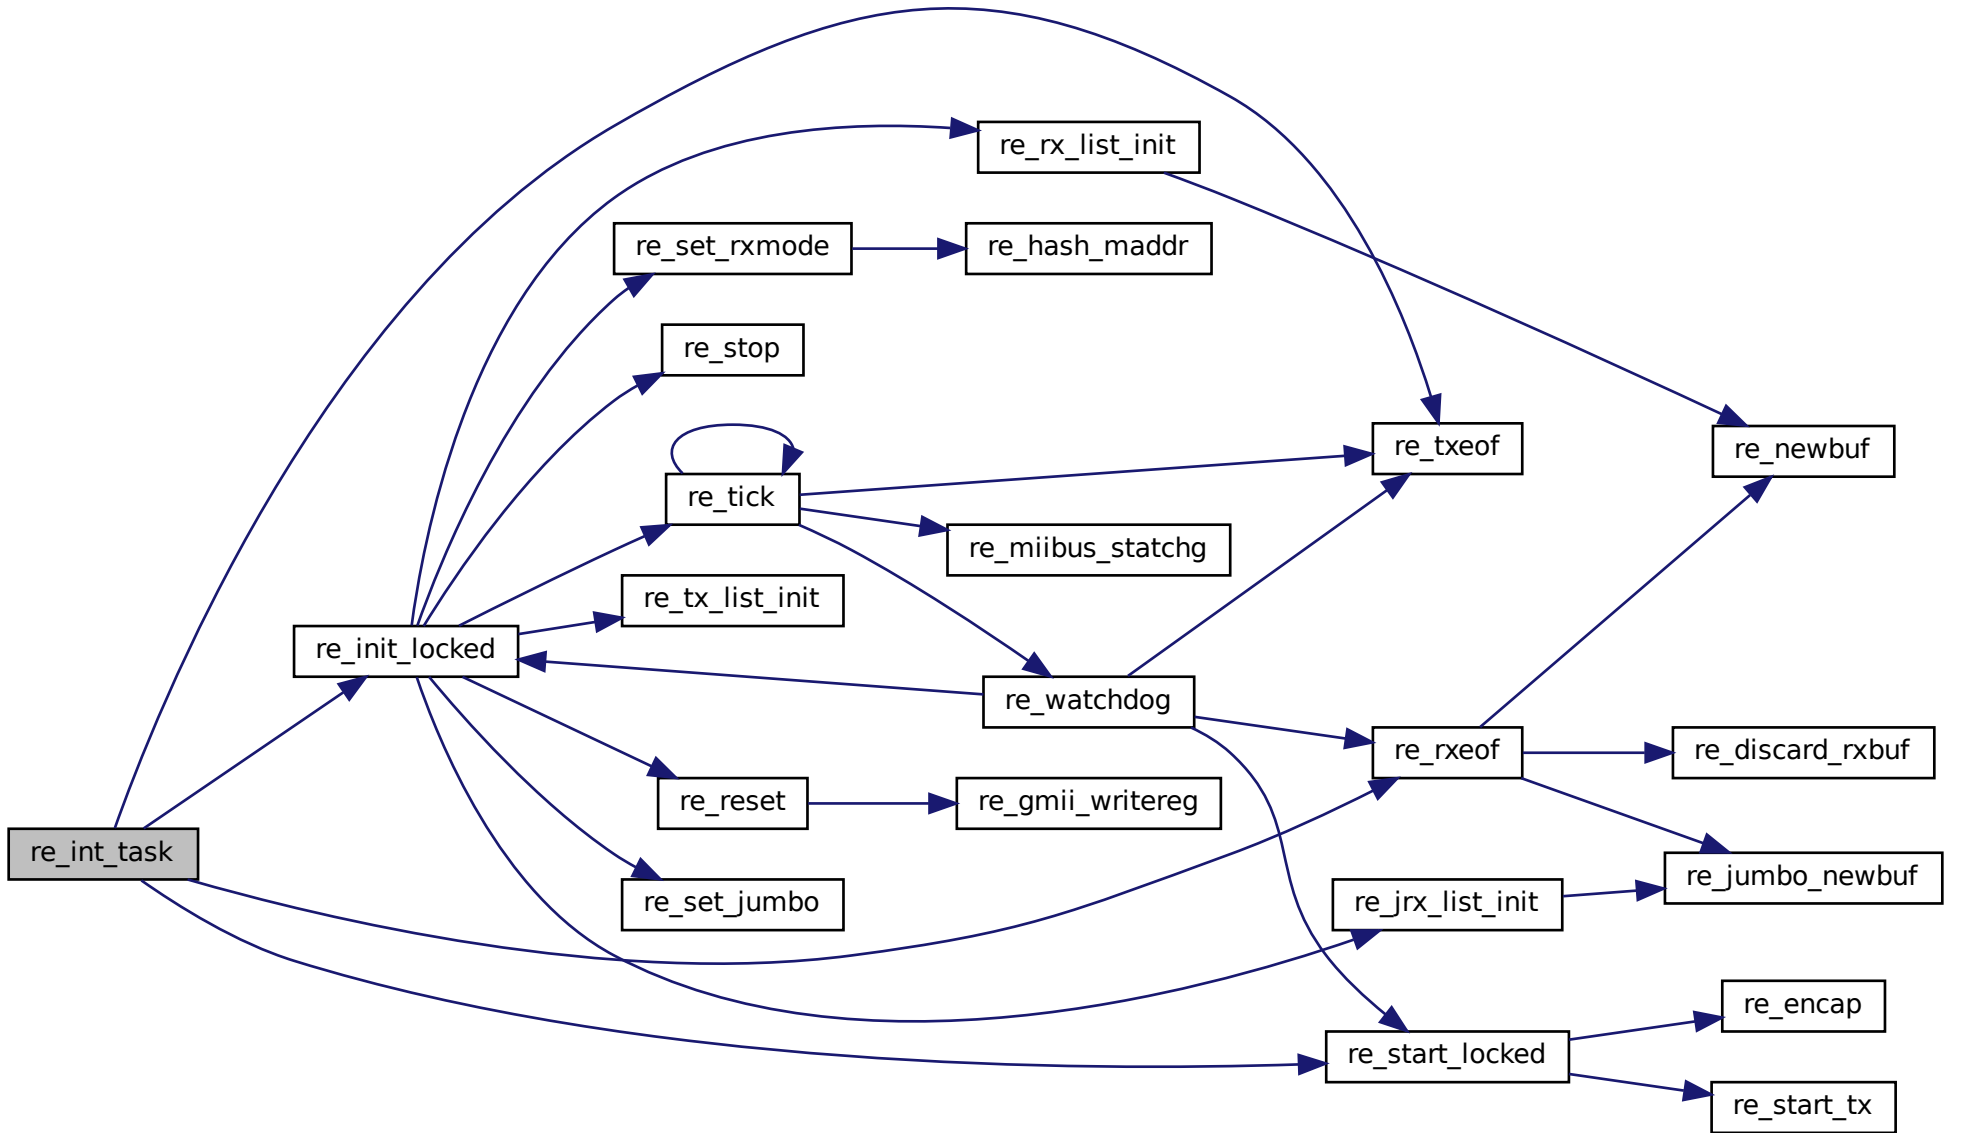 re_rx_list_init
re_set_rxmode
re_hash_maddr
re_stop
re_txeof
re_newbuf
re_tick
re_miibus_statchg
re_tx_list_init
re_init_locked
re_watchdog
re_rxeof
re_discard_rxbuf
re_reset
re_gmii_writereg
re_int_task
re_jumbo_newbuf
re_set_jumbo
re_jrx_list_init
re_encap
re_start_locked
re_start_tx